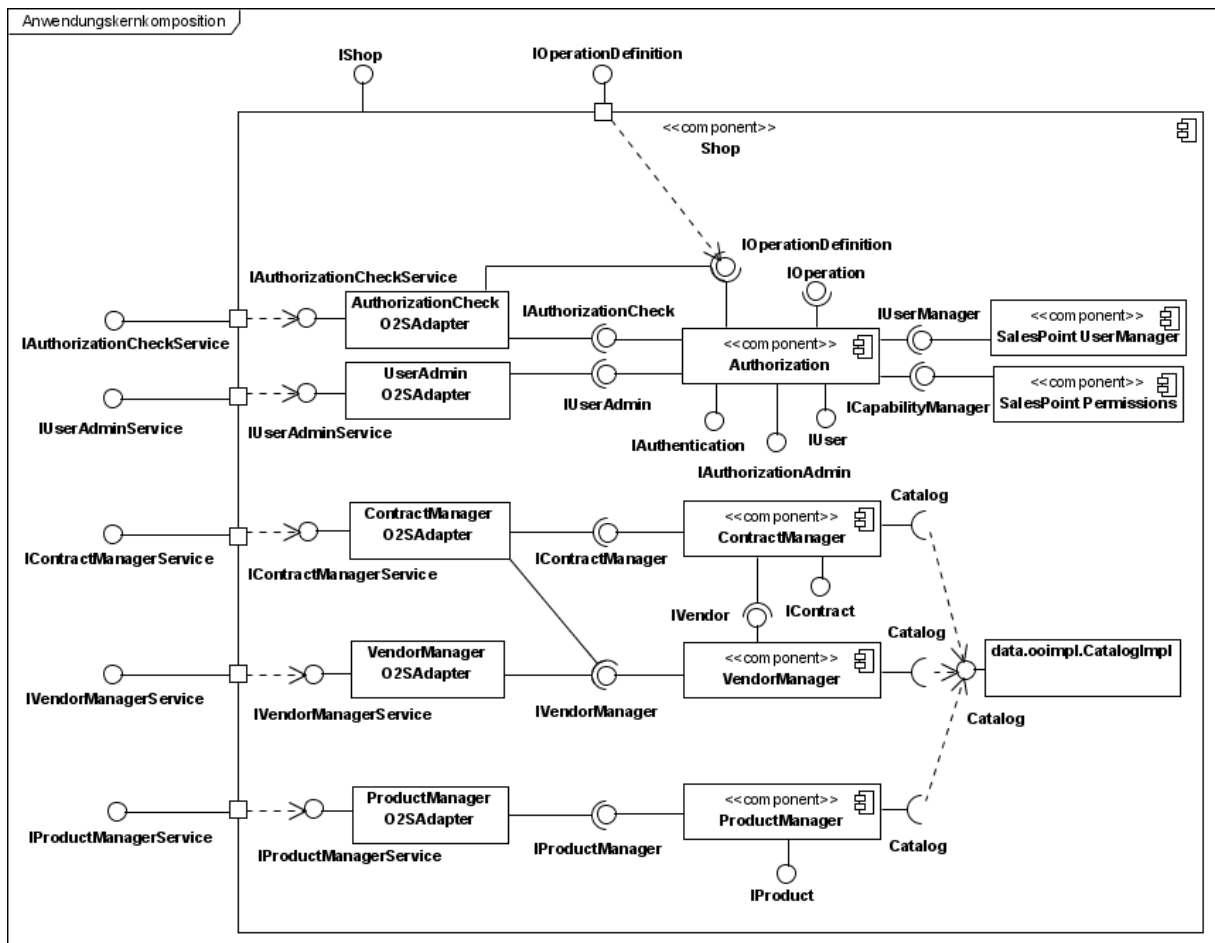 Anwendungskernkomposition
IShop
IOperationDefinition
<<component>>
Shop
IOperationDefinition
IOperation
IAuthorizationCheckService
AuthorizationCheck
O2SAdapter
IAuthorizationCheck
IUserManager
<<component>>
SalesPoint UserManager
IAuthorizationCheckService
<<component>>
Authorization
UserAdmin
O2SAdapter
<<component>>
SalesPoint Permissions
IUserAdmin
ICapabilityManager
IUserAdminService
IUserAdminService
IAuthentication
IUser
IAuthorizationAdmin
ContractManager
O2SAdapter
<<component>>
ContractManager
Catalog
IContractManagerService
IContractManagerService
IContractManager
IVendor
IContract
Catalog
VendorManager
O2SAdapter
<<component>>
VendorManager
data.ooimpl.CatalogImpl
IVendorManagerService
IVendorManagerService
IVendorManager
Catalog
ProductManager
O2SAdapter
<<component>>
ProductManager
IProductManagerService
IProductManagerService
IProductManager
Catalog
IProduct